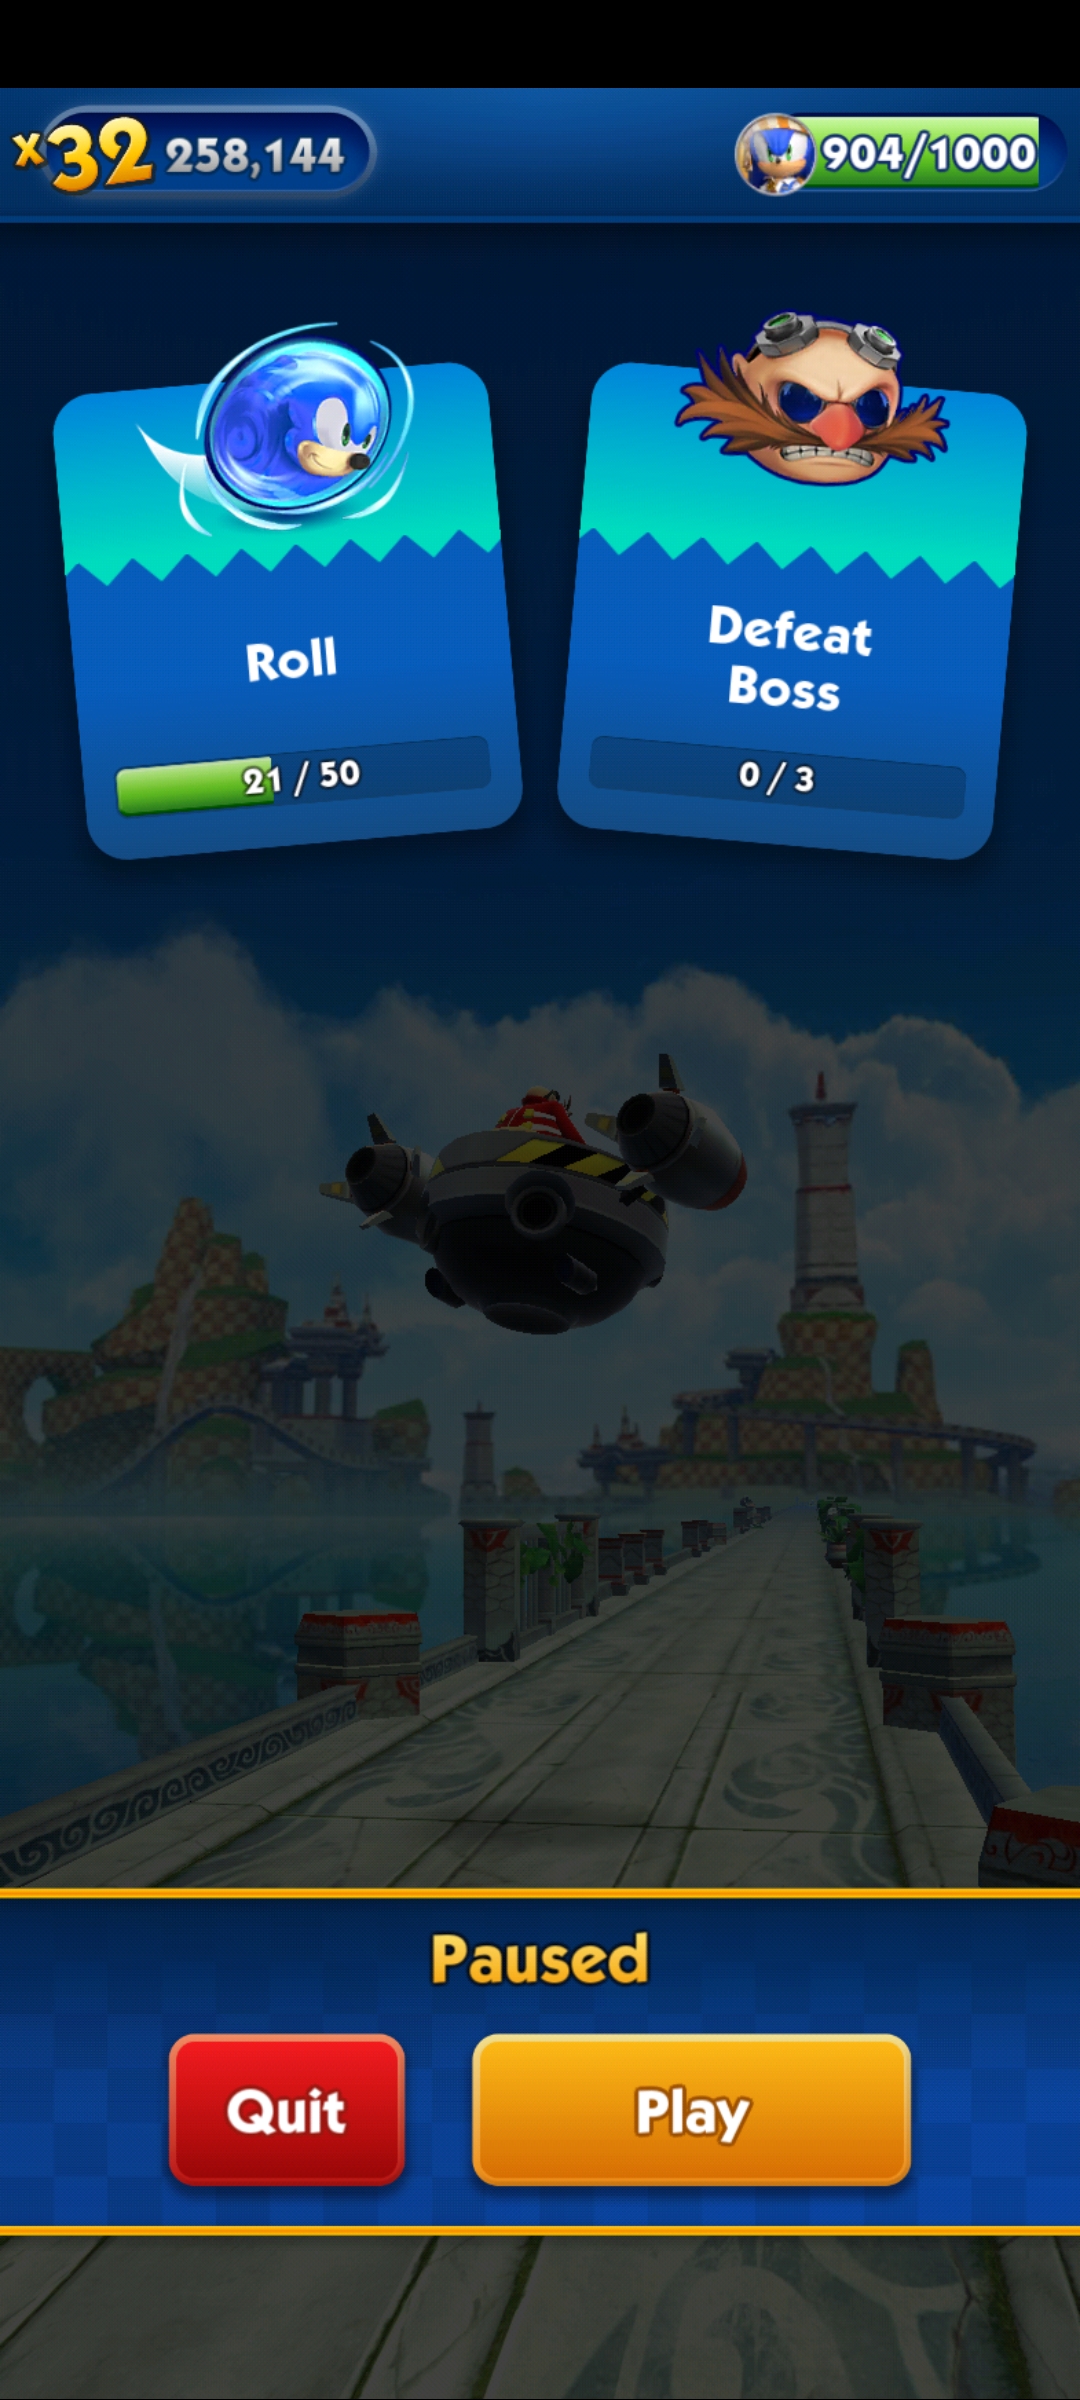 x32 258,144
904/1000
Roll
21 / 50
Defeat
Boss
0 / 3
Paused
Quit
Play